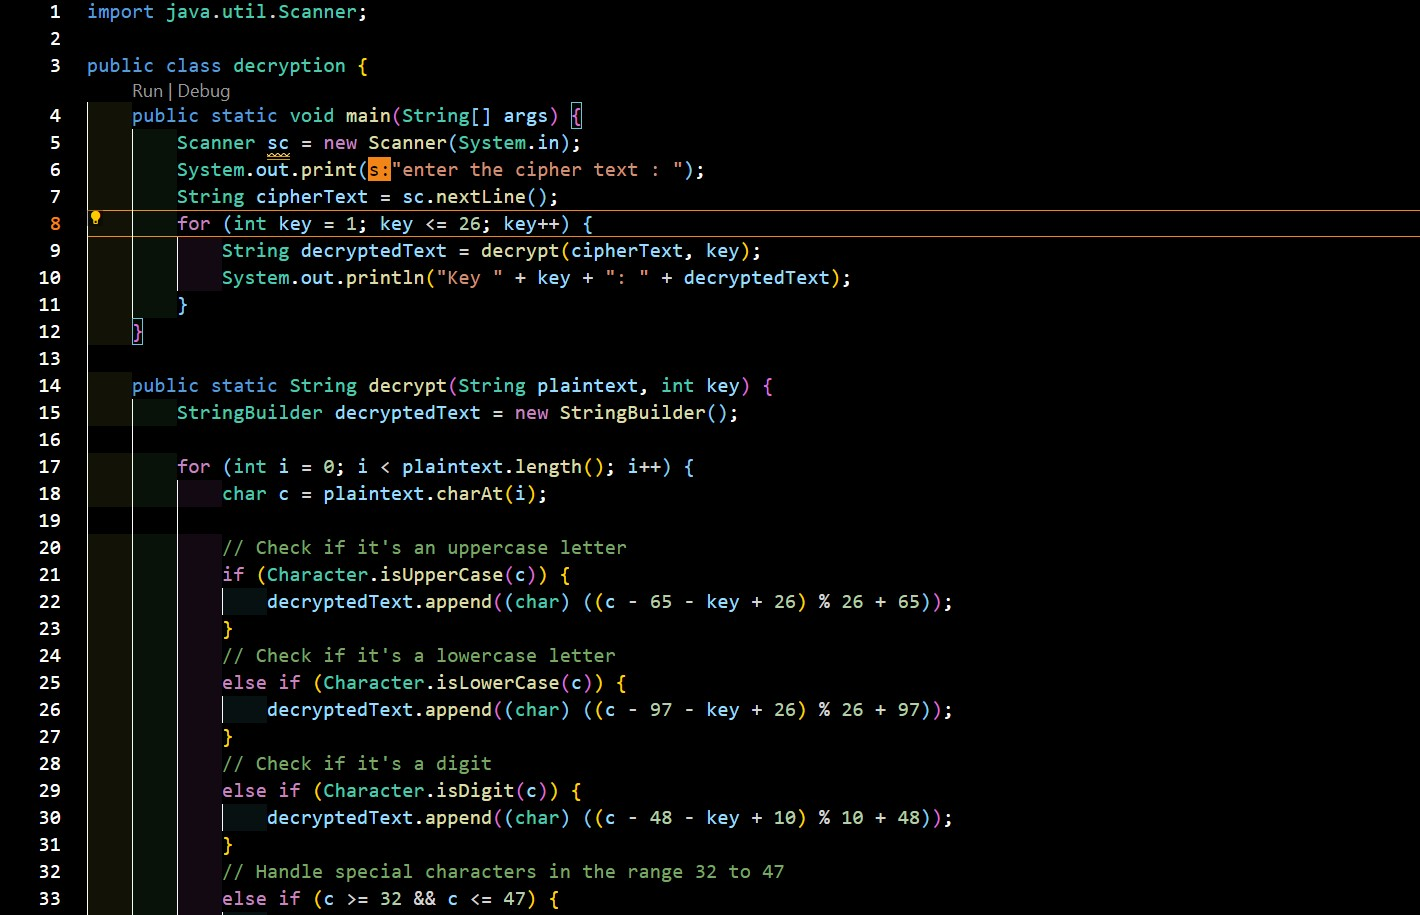 1 import java.util.Scanner;
2
3 public class decryption {
Run | Debug
4 public static void main(String[] args) {
5 Scanner sc = new Scanner(System.in);
6 System.out.print(s:"enter the cipher text : ");
7 String cipherText = sc.nextLine();
8 for (int key = 1; key <= 26; key++) {
9 String decryptedText = decrypt(cipherText, key);
10 System.out.println("Key " + key + ": " + decryptedText);
11 }
12 }
13
14 public static String decrypt(String plaintext, int key) {
15 StringBuilder decryptedText = new StringBuilder();
16
17 for (int i = 0; i < plaintext.length(); i++) {
18 char c = plaintext.charAt(i);
19
20 // Check if it's an uppercase letter
21 if (Character.isUpperCase(c)) {
22 decryptedText.append((char) ((c - 65 - key + 26) % 26 + 65));
23 }
24 // Check if it's a lowercase letter
25 else if (Character.isLowerCase(c)) {
26 decryptedText.append((char) ((c - 97 - key + 26) % 26 + 97));
27 }
28 // Check if it's a digit
29 else if (Character.isDigit(c)) {
30 decryptedText.append((char) ((c - 48 - key + 10) % 10 + 48));
31 }
32 // Handle special characters in the range 32 to 47
33 else if (c >= 32 && c <= 47) {